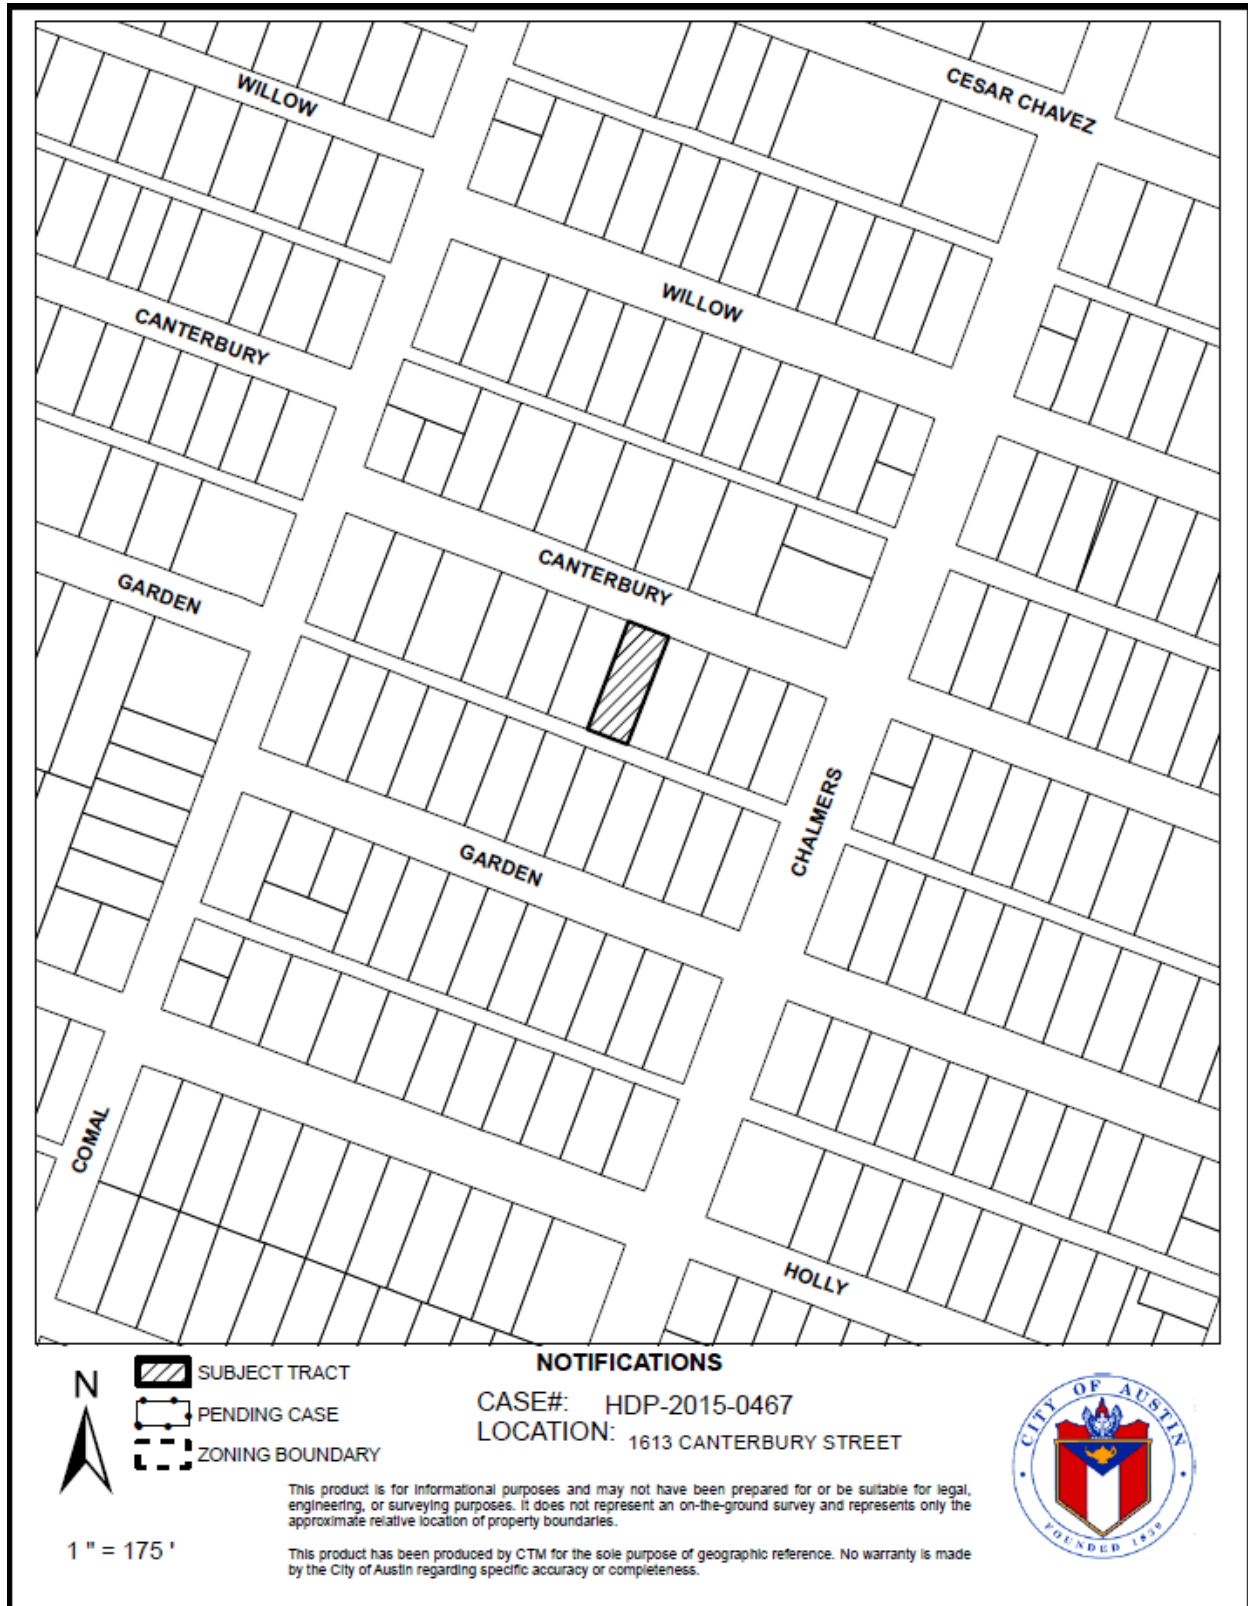 CESAR CHAVEZ
WILLOW
WILLOW
CANTERBURY
CANTERBURY
GARDEN
CHALMERS
GARDEN
COMAL
HOLLY
NOTIFICATIONS
N
SUBJECT TRACT
PENDING CASE
ZONING BOUNDARY
CASE#: HDP-2015-0467
LOCATION: 1613 CANTERBURY STREET
This product is for informational purposes and may not have been prepared for or be suitable for legal,
engineering, or surveying purposes. It does not represent an on-the-ground survey and represents only the
approximate relative location of property boundaries.
1 " = 175 '
This product has been produced by CTM for the sole purpose of geographic reference. No warranty is made
by the City of Austin regarding specific accuracy or completeness.
CITY OF AUSTIN
FOUNDED 1839